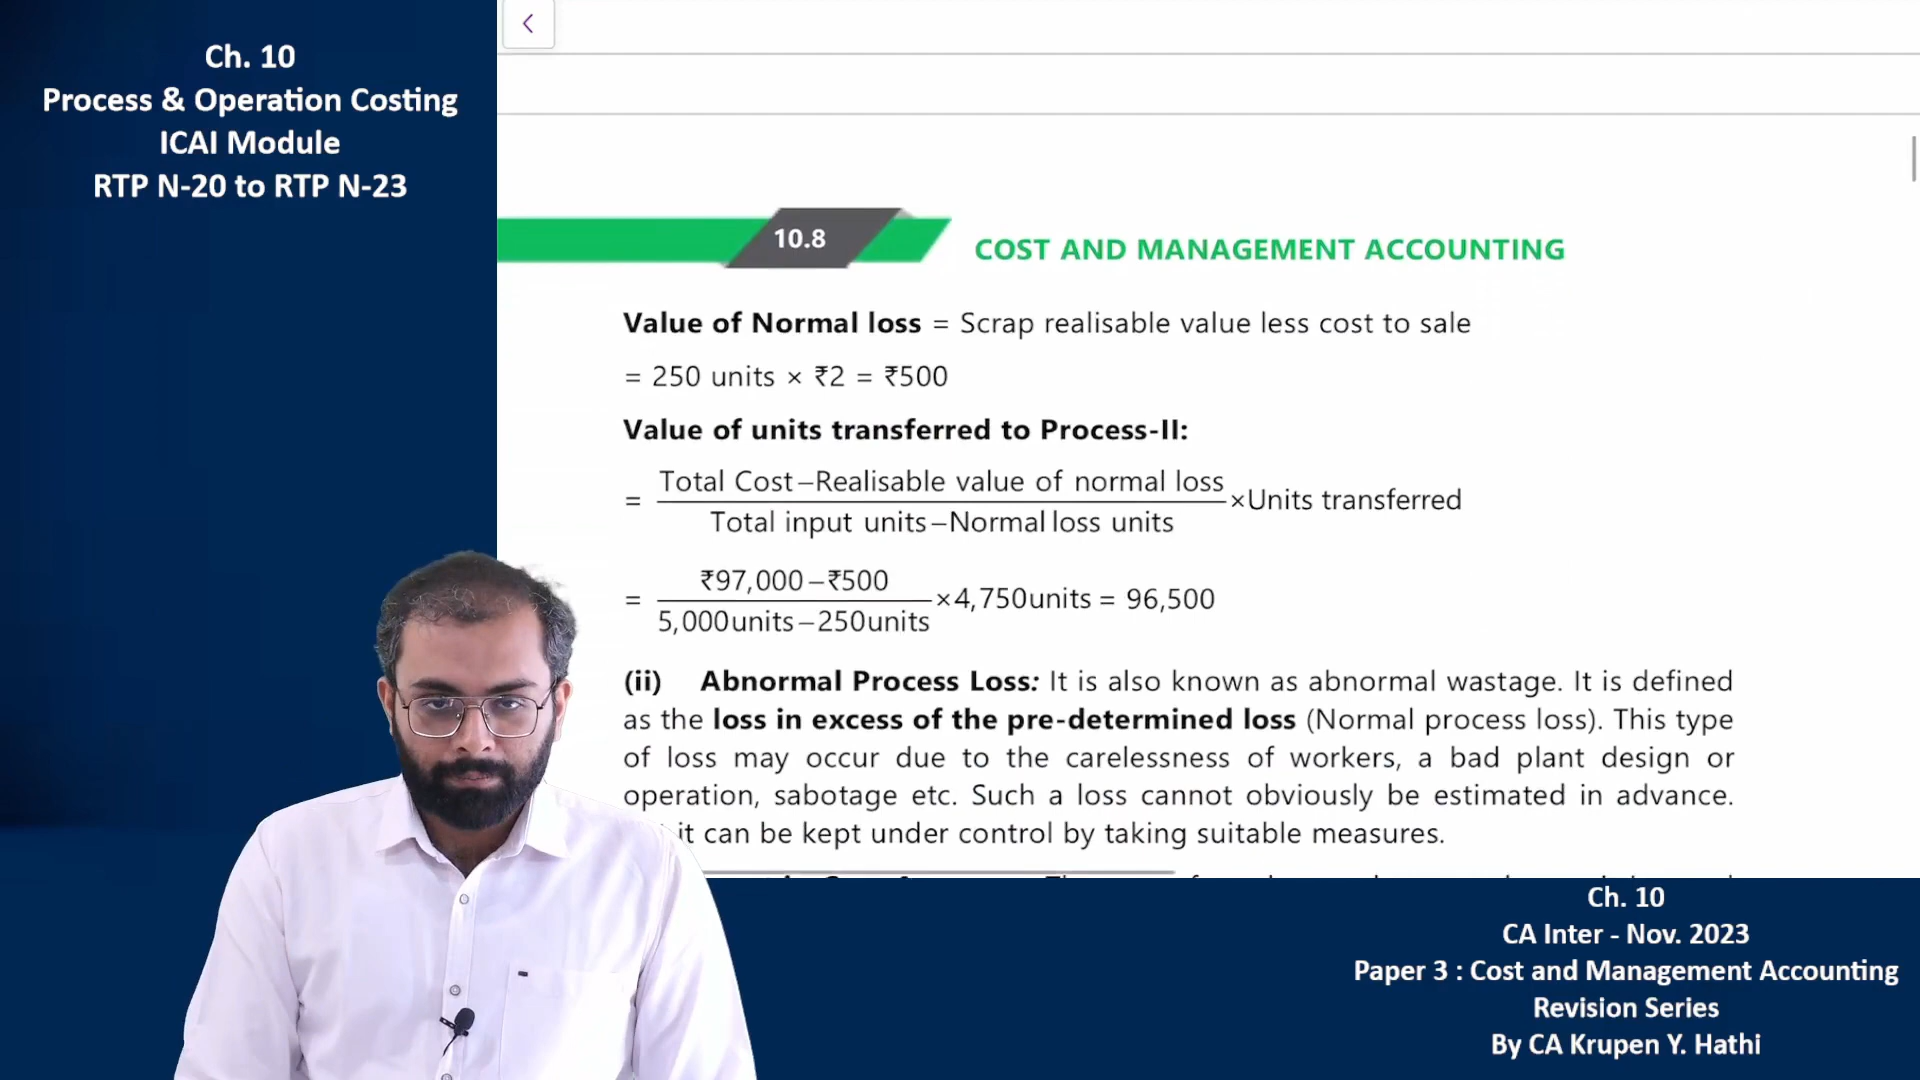 Ch. 10
Process & Operation Costing
ICAI Module
RTP N-20 to RTP N-23
10.8
COST AND MANAGEMENT ACCOUNTING
Value of Normal loss = Scrap realisable value less cost to sale
= 250 units × ₹2 = ₹500
Value of units transferred to Process-II:
= Total Cost–Realisable value of normal loss
Total input units–Normal loss units
×Units transferred
= ₹97,000–₹500
5,000units–250units
×4,750units = 96,500
(ii) Abnormal Process Loss: It is also known as abnormal wastage. It is defined
as the loss in excess of the pre-determined loss (Normal process loss). This type
of loss may occur due to the carelessness of workers, a bad plant design or
operation, sabotage etc. Such a loss cannot obviously be estimated in advance.
it can be kept under control by taking suitable measures.
Ch. 10
CA Inter - Nov. 2023
Paper 3 : Cost and Management Accounting
Revision Series
By CA Krupen Y. Hathi